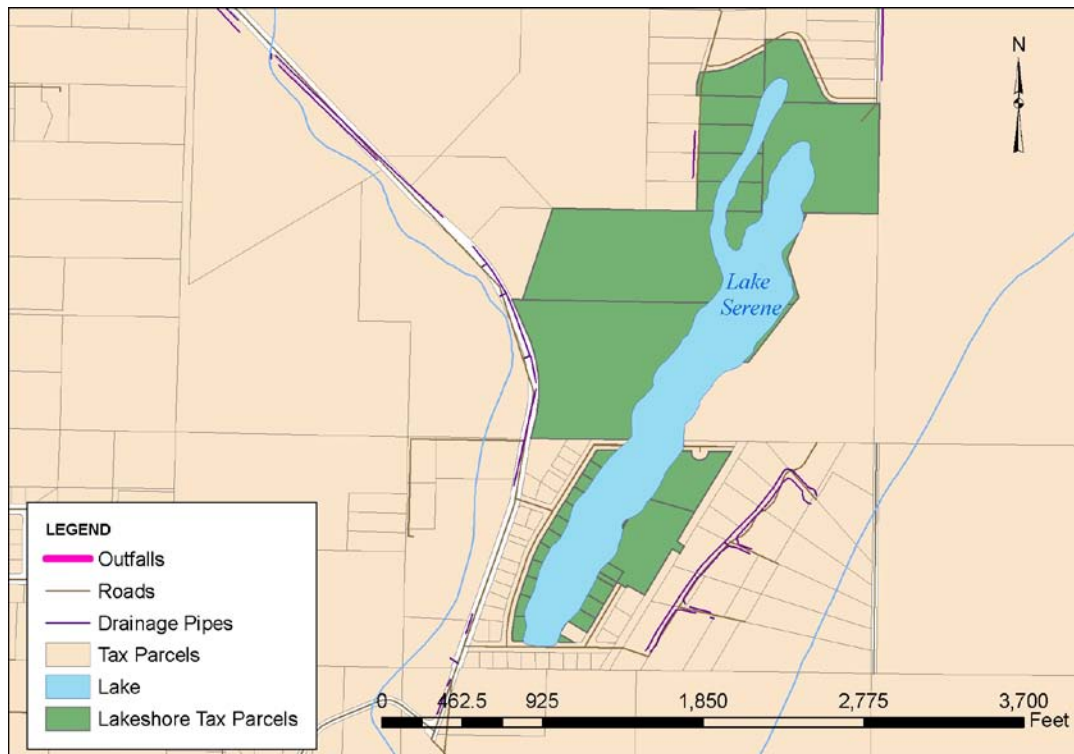 N
Lake
Serene
LEGEND
Outfalls
Roads
Drainage Pipes
Tax Parcels
Lake
Lakeshore Tax Parcels
0 462.5 925 1,850 2,775 3,700
Feet